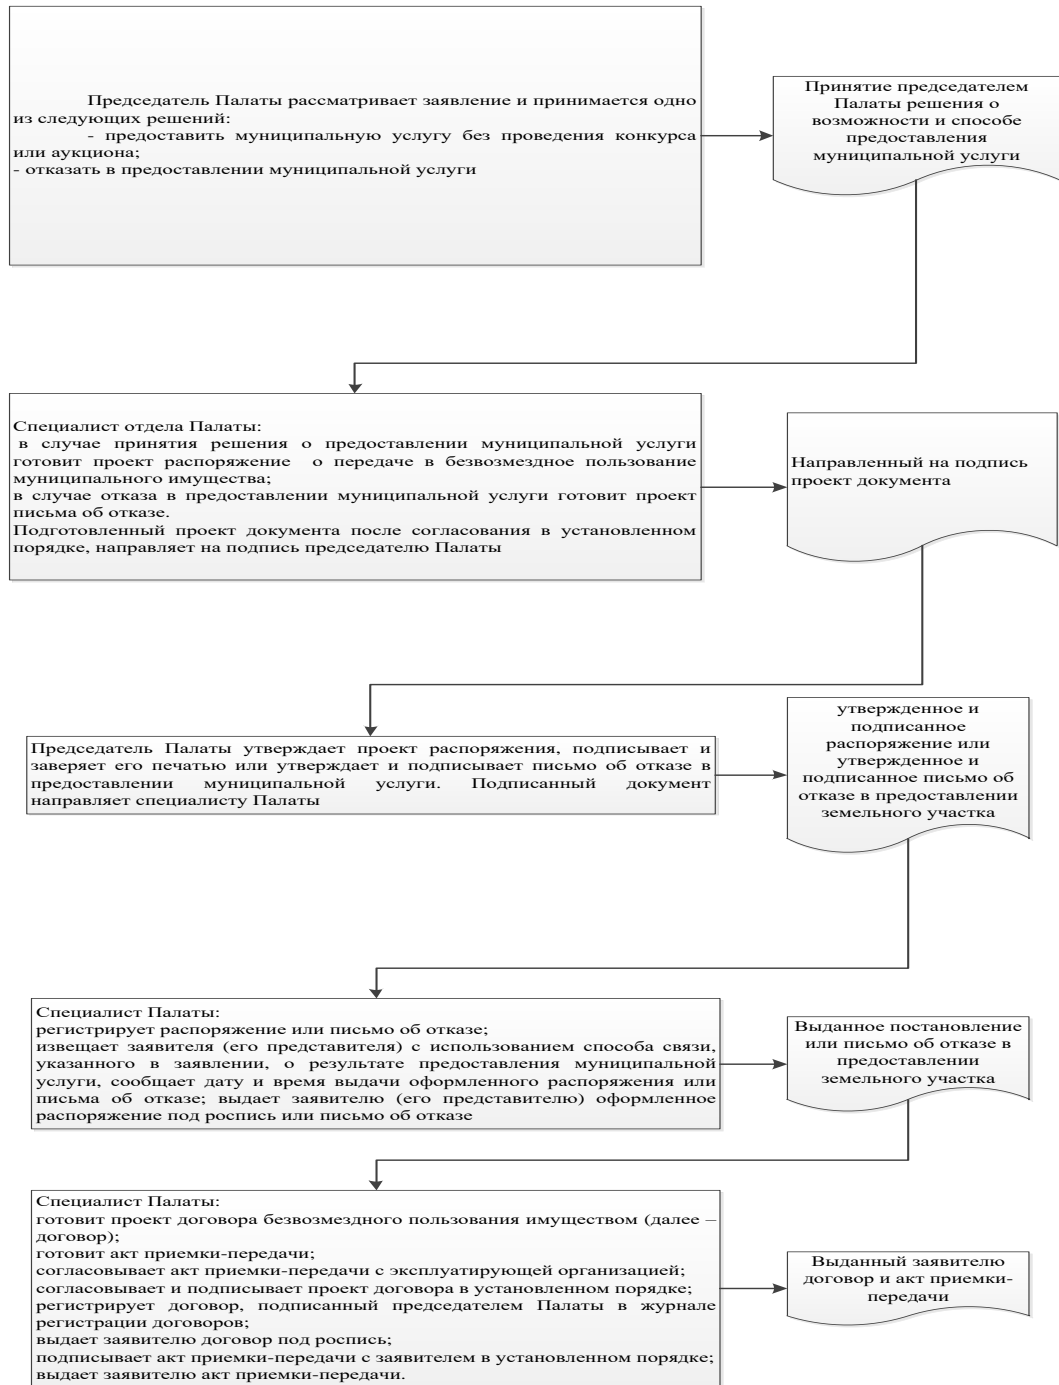 Председатель Палаты рассматривает заявление и принимается одно
из следующих решений:
- предоставить муниципальную услугу без проведения конкурса
или аукциона;
- отказать в предоставлении муниципальной услуги
Принятие председателем
Палаты решения о
возможности и способе
предоставления
муниципальной услуги
Специалист отдела Палаты:
в случае принятия решения о предоставлении муниципальной услуги
готовит проект распоряжение о передаче в безвозмездное пользование
муниципального имущества;
в случае отказа в предоставлении муниципальной услуги готовит проект
письма об отказе.
Подготовленный проект документа после согласования в установленном
порядке, направляет на подпись председателю Палаты
Направленный на подпись
проект документа
Председатель Палаты утверждает проект распоряжения, подписывает и
заверяет его печатью или утверждает и подписывает письмо об отказе в
предоставлении муниципальной услуги. Подписанный документ
направляет специалисту Палаты
утвержденное и
подписанное
распоряжение или
утвержденное и
подписанное письмо об
отказе в предоставлении
земельного участка
Специалист Палаты:
регистрирует распоряжение или письмо об отказе;
извещает заявителя (его представителя) с использованием способа связи,
указанного в заявлении, о результате предоставления муниципальной
услуги, сообщает дату и время выдачи оформленного распоряжения или
письма об отказе; выдает заявителю (его представителю) оформленное
распоряжение под роспись или письмо об отказе
Выданное постановление
или письмо об отказе в
предоставлении
земельного участка
Специалист Палаты:
готовит проект договора безвозмездного пользования имуществом (далее –
договор);
готовит акт приемки-передачи;
согласовывает акт приемки-передачи с эксплуатирующей организацией;
согласовывает и подписывает проект договора в установленном порядке;
регистрирует договор, подписанный председателем Палаты в журнале
регистрации договоров;
выдает заявителю договор под роспись;
подписывает акт приемки-передачи с заявителем в установленном порядке;
выдает заявителю акт приемки-передачи.
Выданный заявителю
договор и акт приемки-
передачи